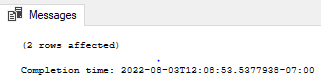 Messages
(2 rows affected)
Completion time: 2022-08-03T12:08:53.5377938-07:00